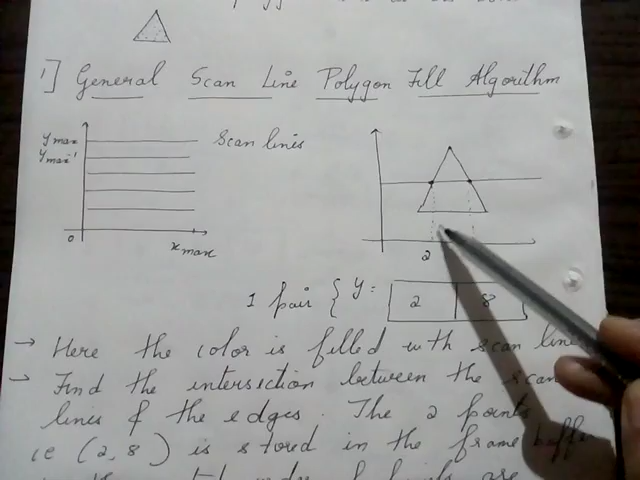 1] General Scan Line Polygon Fill Algorithm
ymax
ymax-1
Scan lines
0
xmax
2
1 pair { y = 2 8
→ Here the color is filled with scan line
→ Find the intersection between the scan
lines & the edges. The 2 points
ie (2,8) is stored in the frame buffer